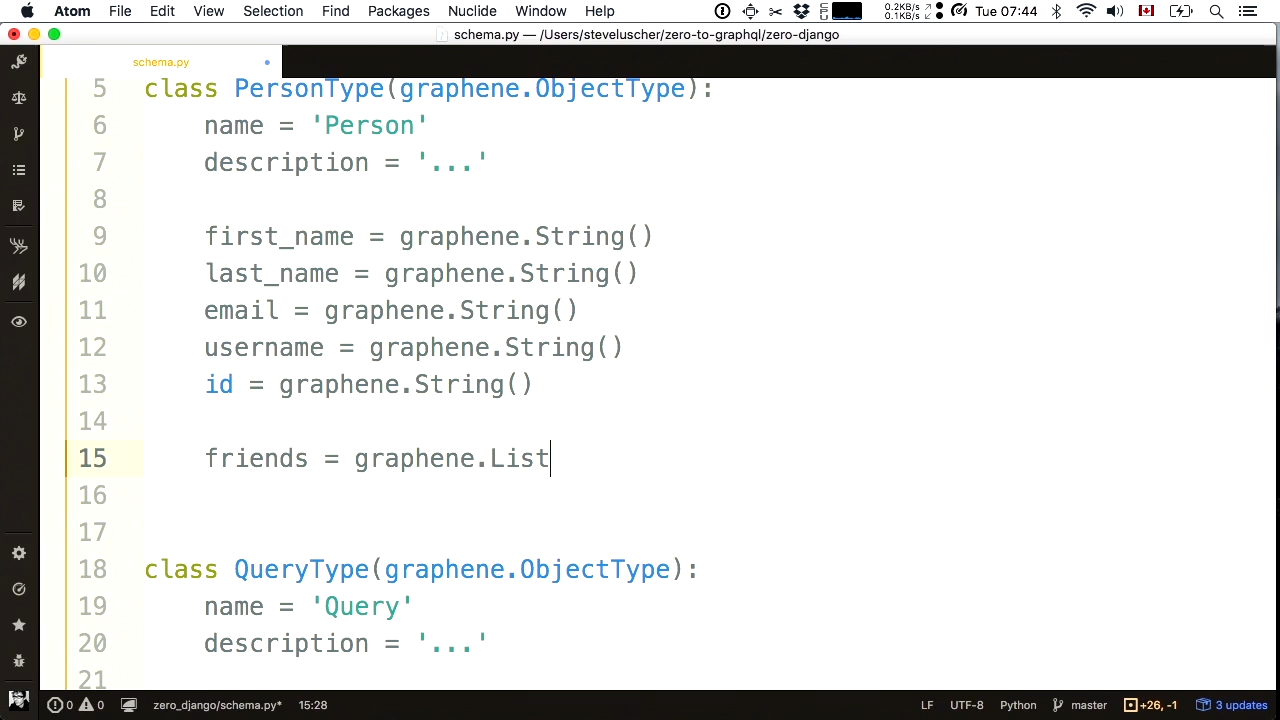 Atom File Edit View Selection Find Packages Nuclide Window Help 0.2KB/s 0.1KB/s Tue 07:44
schema.py — /Users/steveluscher/zero-to-graphql/zero-django
schema.py
5 class PersonType(graphene.ObjectType):
6 name = 'Person'
7 description = '...'
8
9 first_name = graphene.String()
10 last_name = graphene.String()
11 email = graphene.String()
12 username = graphene.String()
13 id = graphene.String()
14
15 friends = graphene.List
16
17
18 class QueryType(graphene.ObjectType):
19 name = 'Query'
20 description = '...'
21
0 0 zero_django/schema.py* 15:28 LF UTF-8 Python master +26, -1 3 updates